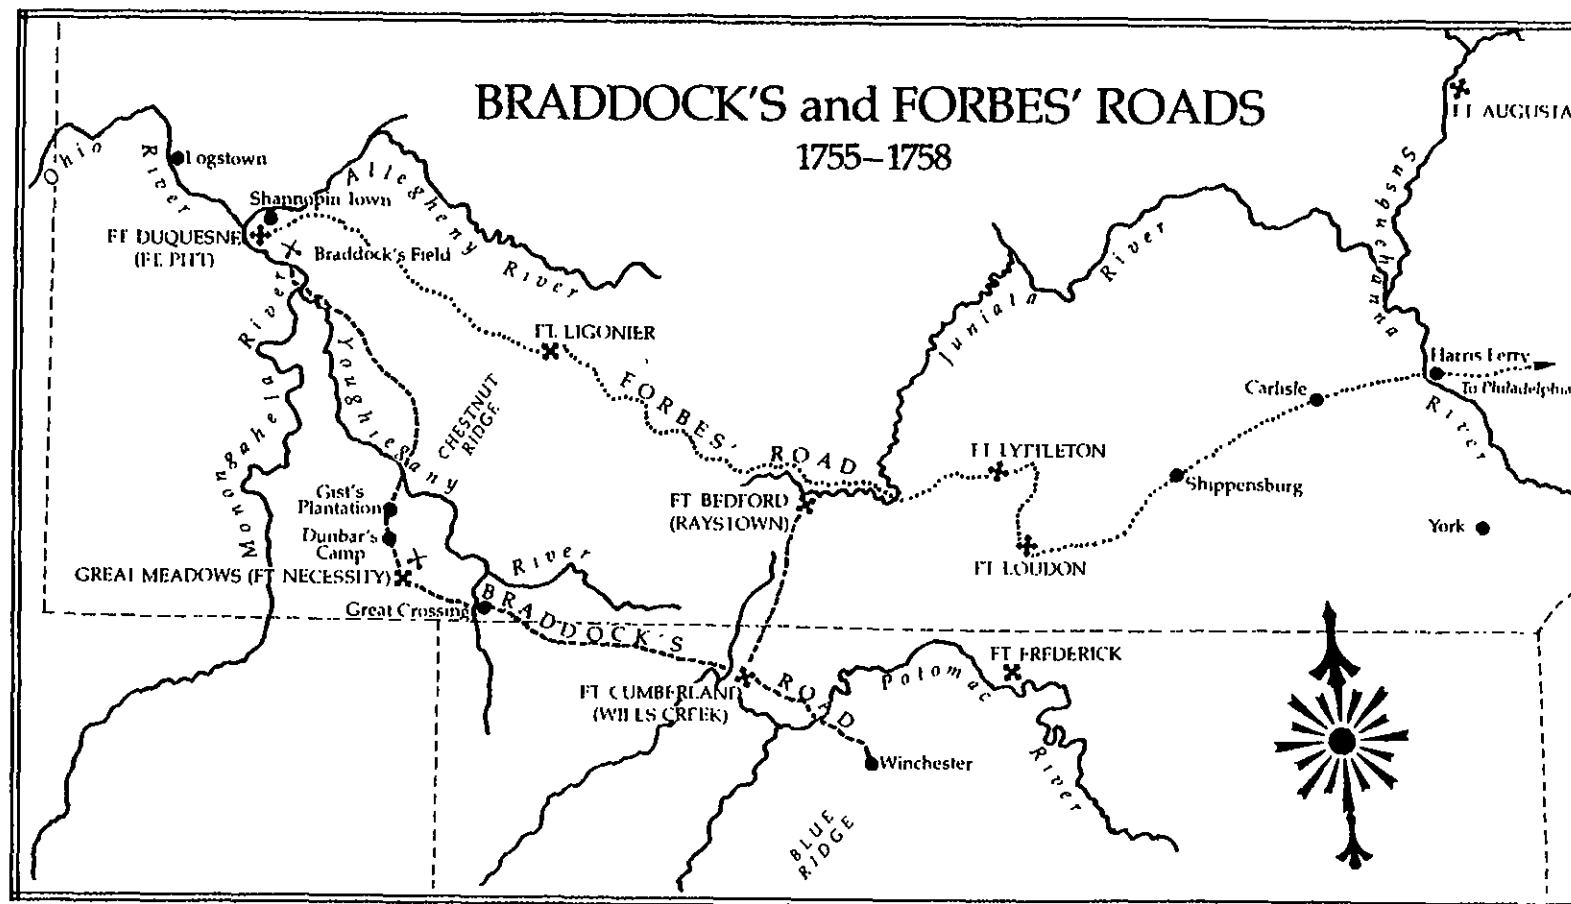 BRADDOCK'S and FORBES' ROADS
1755–1758
FT AUGUSTA
Ohio
River
Logstown
Allegheny
River
Shannopin Town
FT DUQUESNE
(FT. PITT)
Braddock's Field
Susquehanna
River
Juniata
River
FT. LIGONIER
Harris Ferry
To Philadelphia
Carlisle
FORBES' ROAD
Monongahela
River
Youghiegany
River
CHESTNUT
RIDGE
FT LYTTLETON
Shippensburg
Gist's
Plantation
FT BEDFORD
(RAYSTOWN)
York
Dunbar's
Camp
FT LOUDON
GREAT MEADOWS (FT NECESSITY)
Great Crossing
BRADDOCK'S ROAD
FT FREDERICK
Potomac
River
FT CUMBERLAND
(WILLS CREEK)
Winchester
BLUE
RIDGE